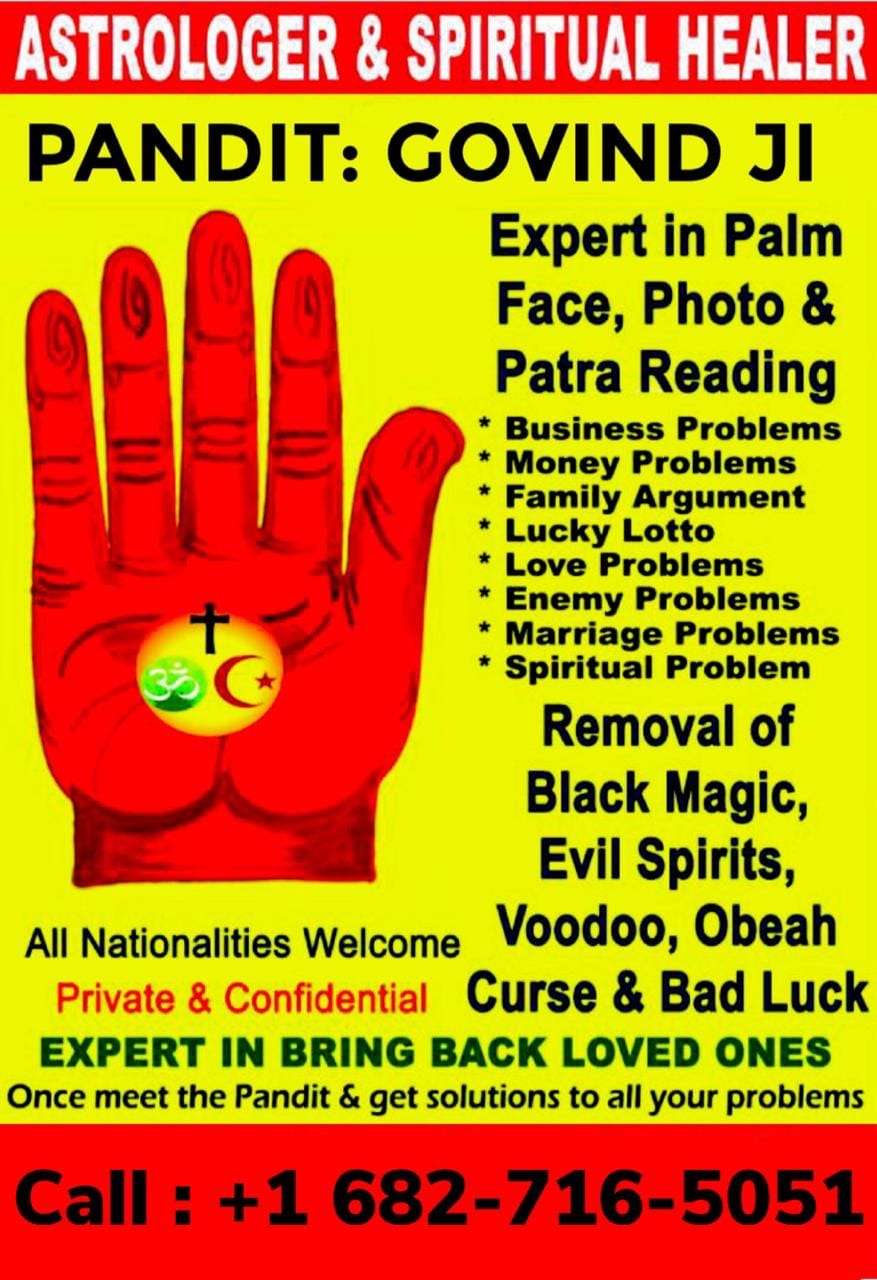 ASTROLOGER & SPIRITUAL HEALER
PANDIT: GOVIND JI
Expert in Palm
Face, Photo &
Patra Reading
* Business Problems
* Money Problems
* Family Argument
* Lucky Lotto
* Love Problems
* Enemy Problems
* Marriage Problems
* Spiritual Problem
ॐ
Removal of
Black Magic,
Evil Spirits,
Voodoo, Obeah
Curse & Bad Luck
All Nationalities Welcome
Private & Confidential
EXPERT IN BRING BACK LOVED ONES
Once meet the Pandit & get solutions to all your problems
Call : +1 682-716-5051